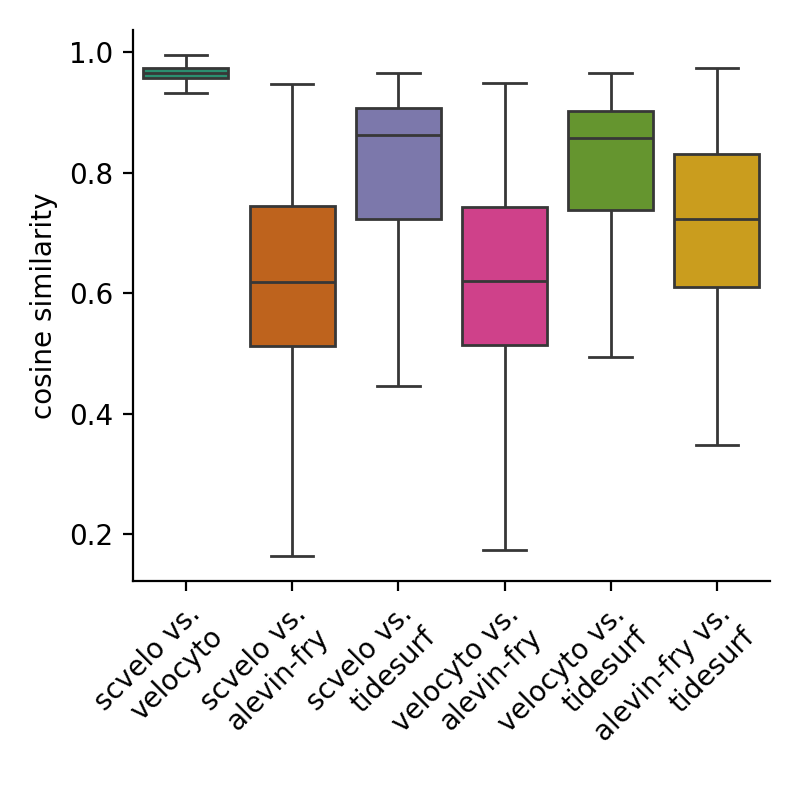 cosine similarity
1.0
0.8
0.6
0.4
0.2
scvelo vs.
velocyto
scvelo vs.
alevin-fry
scvelo vs.
tidesurf
velocyto vs.
alevin-fry
velocyto vs.
tidesurf
alevin-fry vs.
tidesurf